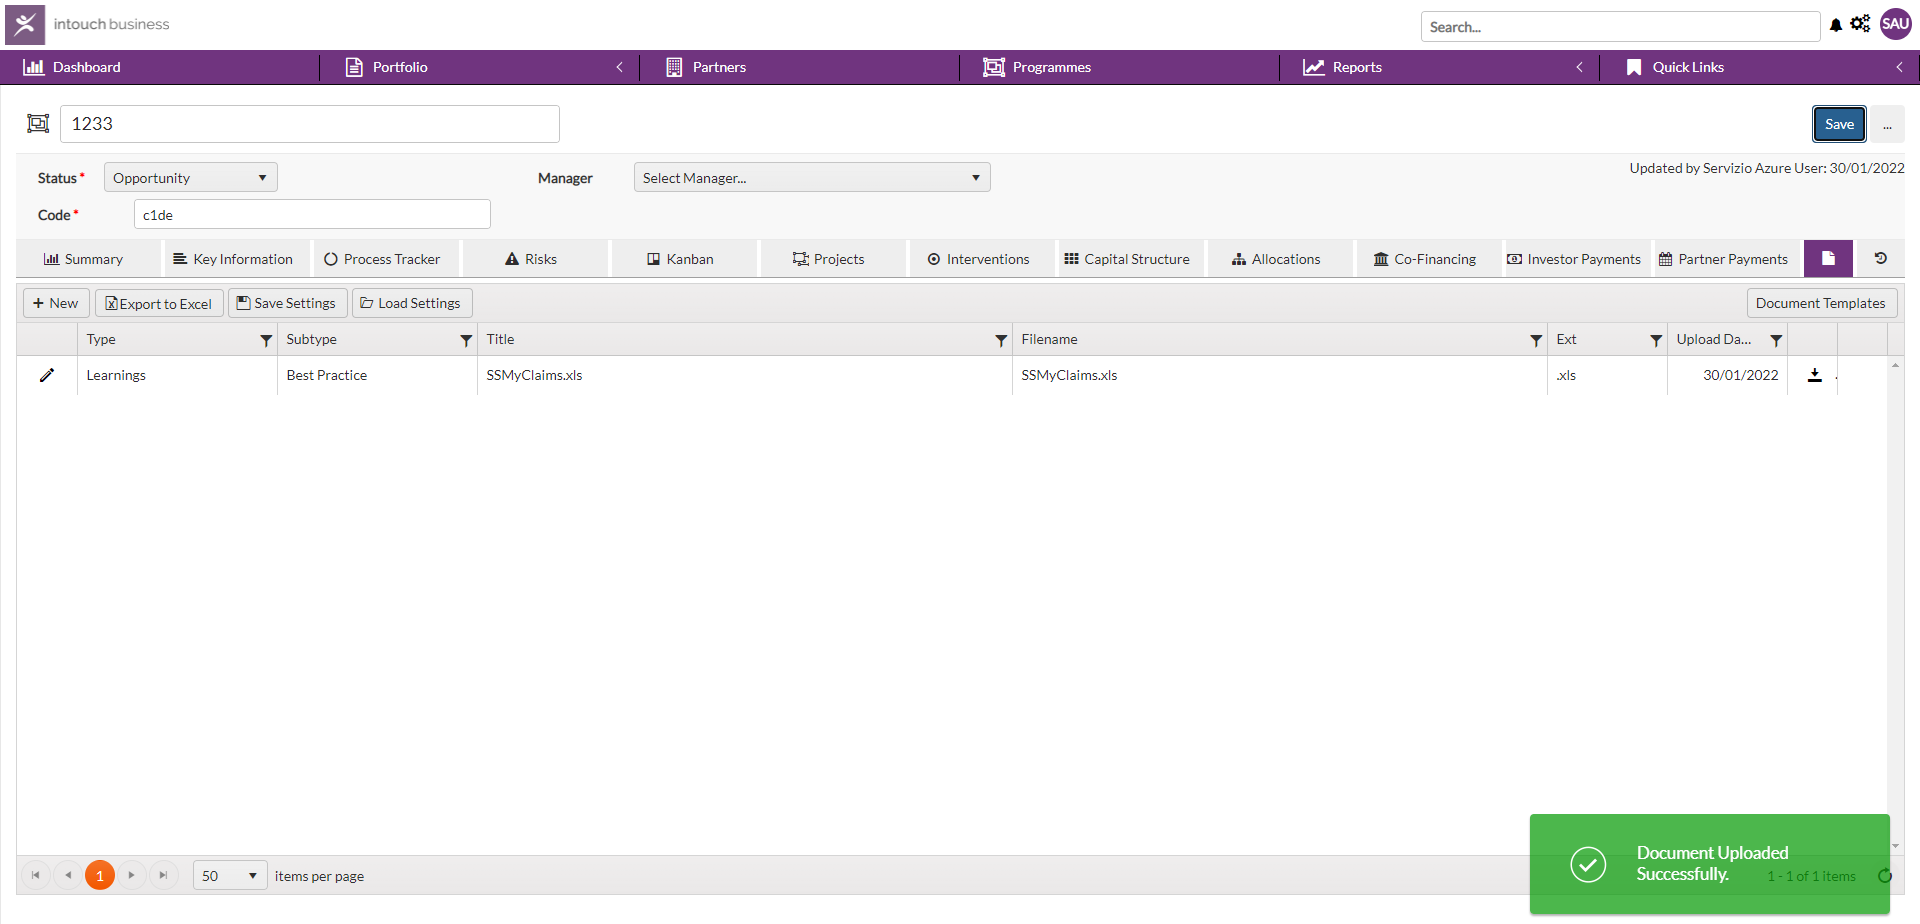 intouch business
Search...
SAU
Dashboard
Portfolio
Partners
Programmes
Reports
Quick Links
1233
Save
...
Status *
Opportunity
Manager
Select Manager...
Updated by Servizio Azure User: 30/01/2022
Code *
c1de
Summary
Key Information
Process Tracker
Risks
Kanban
Projects
Interventions
Capital Structure
Allocations
Co-Financing
Investor Payments
Partner Payments
+ New
Export to Excel
Save Settings
Load Settings
Document Templates
Type
Subtype
Title
Filename
Ext
Upload Da...
Learnings
Best Practice
SSMyClaims.xls
SSMyClaims.xls
.xls
30/01/2022
1
50
items per page
Document Uploaded
Successfully.
1 - 1 of 1 items